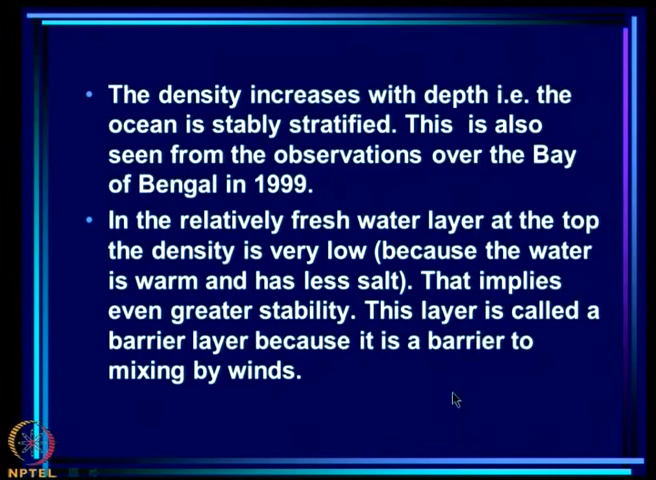 • The density increases with depth i.e. the
ocean is stably stratified. This is also
seen from the observations over the Bay
of Bengal in 1999.
• In the relatively fresh water layer at the top
the density is very low (because the water
is warm and has less salt). That implies
even greater stability. This layer is called a
barrier layer because it is a barrier to
mixing by winds.
NPTEL